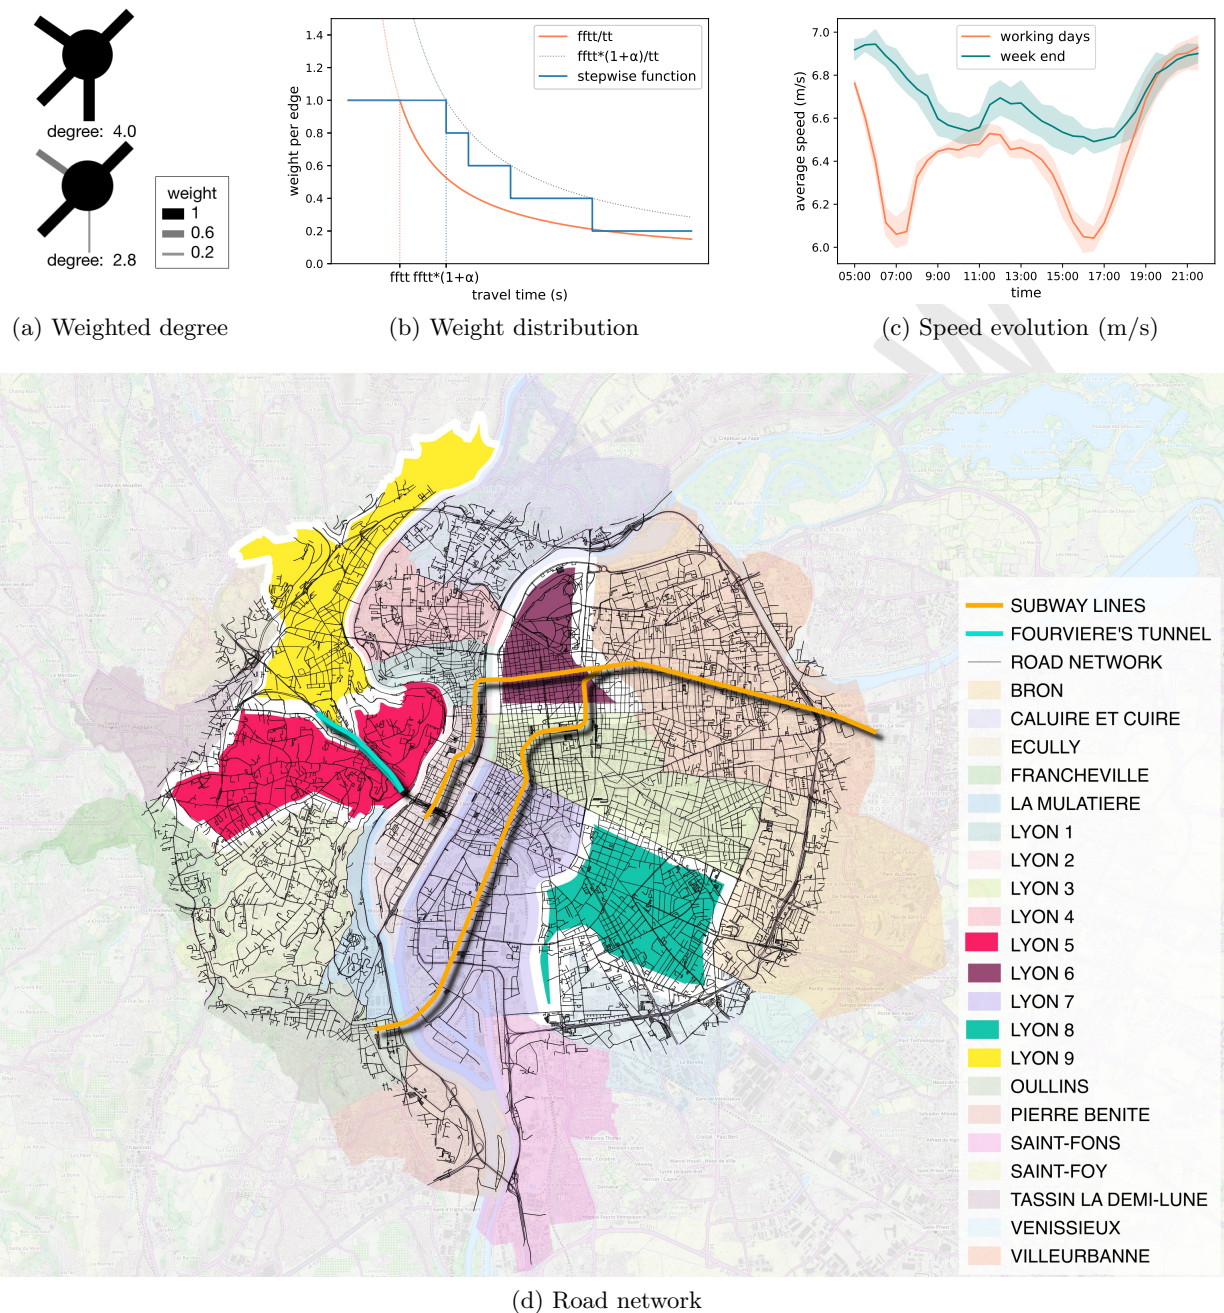 degree: 4.0
weight
1
0.6
0.2
degree: 2.8
(a) Weighted degree
1.4
1.2
1.0
0.8
0.6
0.4
0.2
0.0
weight per edge
fftt/tt
fftt*(1+α)/tt
stepwise function
fftt fftt*(1+α)
travel time (s)
(b) Weight distribution
7.0
6.8
6.6
6.4
6.2
6.0
average speed (m/s)
working days
week end
05:00 07:00 9:00 11:00 13:00 15:00 17:00 19:00 21:00
time
(c) Speed evolution (m/s)
SUBWAY LINES
FOURVIERE'S TUNNEL
ROAD NETWORK
BRON
CALUIRE ET CUIRE
ECULLY
FRANCHEVILLE
LA MULATIERE
LYON 1
LYON 2
LYON 3
LYON 4
LYON 5
LYON 6
LYON 7
LYON 8
LYON 9
OULLINS
PIERRE BENITE
SAINT-FONS
SAINT-FOY
TASSIN LA DEMI-LUNE
VENISSIEUX
VILLEURBANNE
(d) Road network